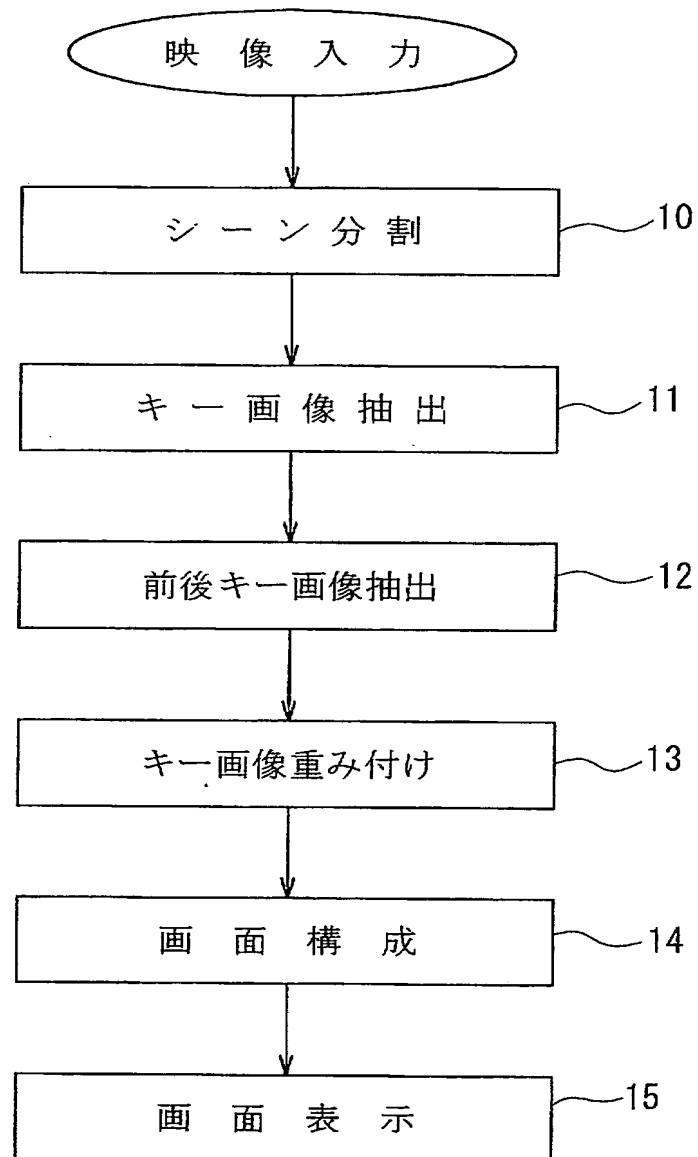 映像入力
シーン分割
10
キー画像抽出
11
前後キー画像抽出
12
キー画像重み付け
13
画面構成
14
画面表示
15